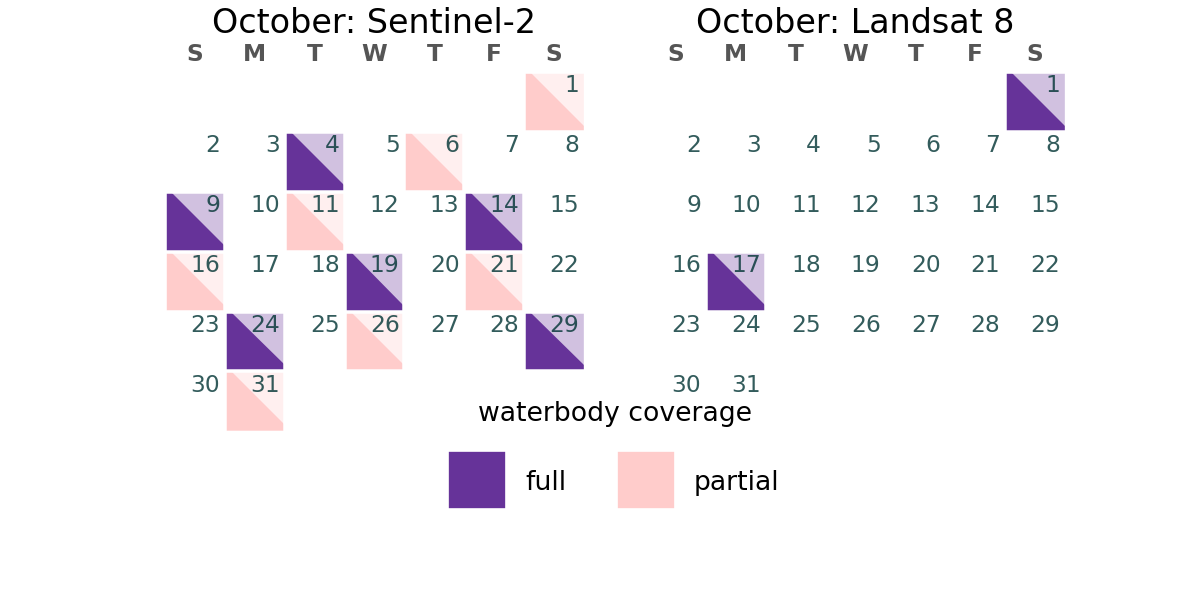 October: Sentinel-2
S M T W T F S
1
2 3 4 5 6 7 8
9 10 11 12 13 14 15
16 17 18 19 20 21 22
23 24 25 26 27 28 29
30 31
October: Landsat 8
S M T W T F S
1
2 3 4 5 6 7 8
9 10 11 12 13 14 15
16 17 18 19 20 21 22
23 24 25 26 27 28 29
30 31
waterbody coverage
full partial